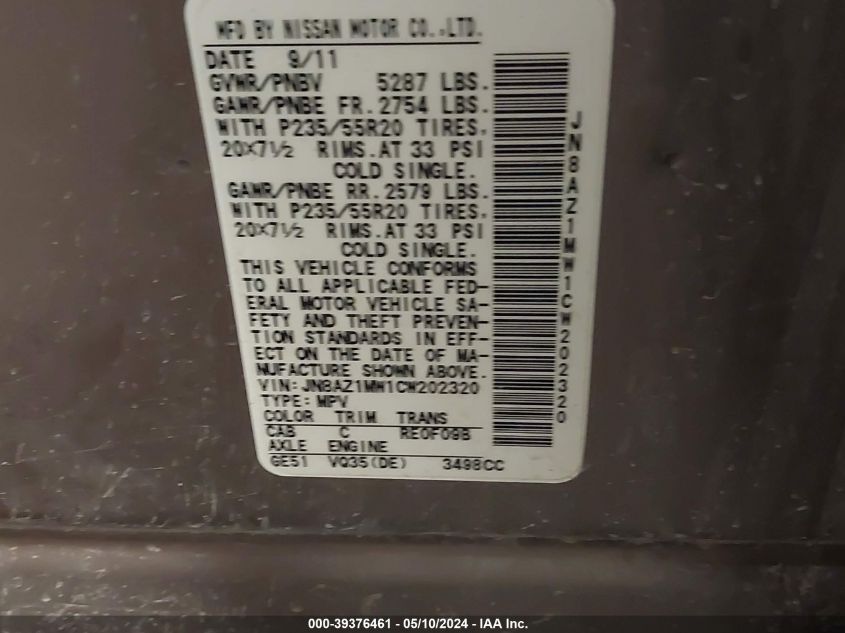 MFD BY NISSAN MOTOR CO.,LTD.
DATE 9/11
GVWR/PNBV 5287 LBS.
GAWR/PNBE FR. 2754 LBS.
WITH P235/55R20 TIRES,
20X7½ RIMS. AT 33 PSI
COLD SINGLE.
GAWR/PNBE RR. 2579 LBS.
WITH P235/55R20 TIRES.
20X7½ RIMS. AT 33 PSI
COLD SINGLE.
THIS VEHICLE CONFORMS
TO ALL APPLICABLE FED-
ERAL MOTOR VEHICLE SA-
FETY AND THEFT PREVEN-
TION STANDARDS IN EFF-
ECT ON THE DATE OF MA-
NUFACTURE SHOWN ABOVE.
VIN: JN8AZ1MW1CW202320
TYPE: MPV
COLOR TRIM TRANS
CAB C RE0F09B
AXLE ENGINE
GE51 VQ35(DE) 3498CC
JN8AZ1MW1CW202320
000-39376461 - 05/10/2024 - IAA Inc.